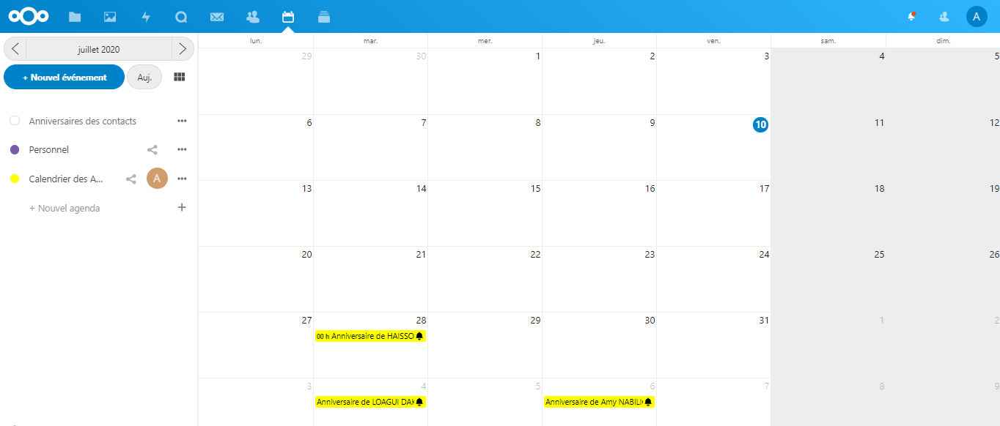 A
juillet 2020
+ Nouvel événement
Auj.
Anniversaires des contacts
Personnel
Calendrier des A...
A
+ Nouvel agenda
lun. mar. mer. jeu. ven. sam. dim.
29 30 1 2 3 4 5
6 7 8 9 10 11 12
13 14 15 16 17 18 19
20 21 22 23 24 25 26
27 28 29 30 31 1 2
00 h Anniversaire de HAISSO
3 4 5 6 7 8 9
Anniversaire de LOAGUI DAK Anniversaire de Amy NABILI